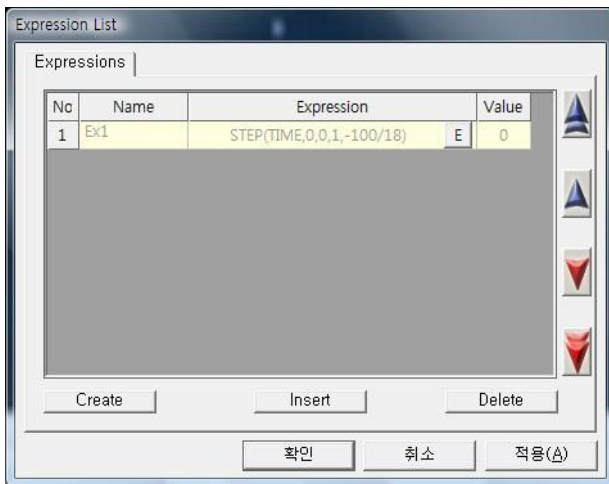 Expression List
Expressions
No Name Expression Value
1 Ex1 STEP(TIME,0,0,1,-100/18) E 0
Create Insert Delete
확인 취소 적용(A)